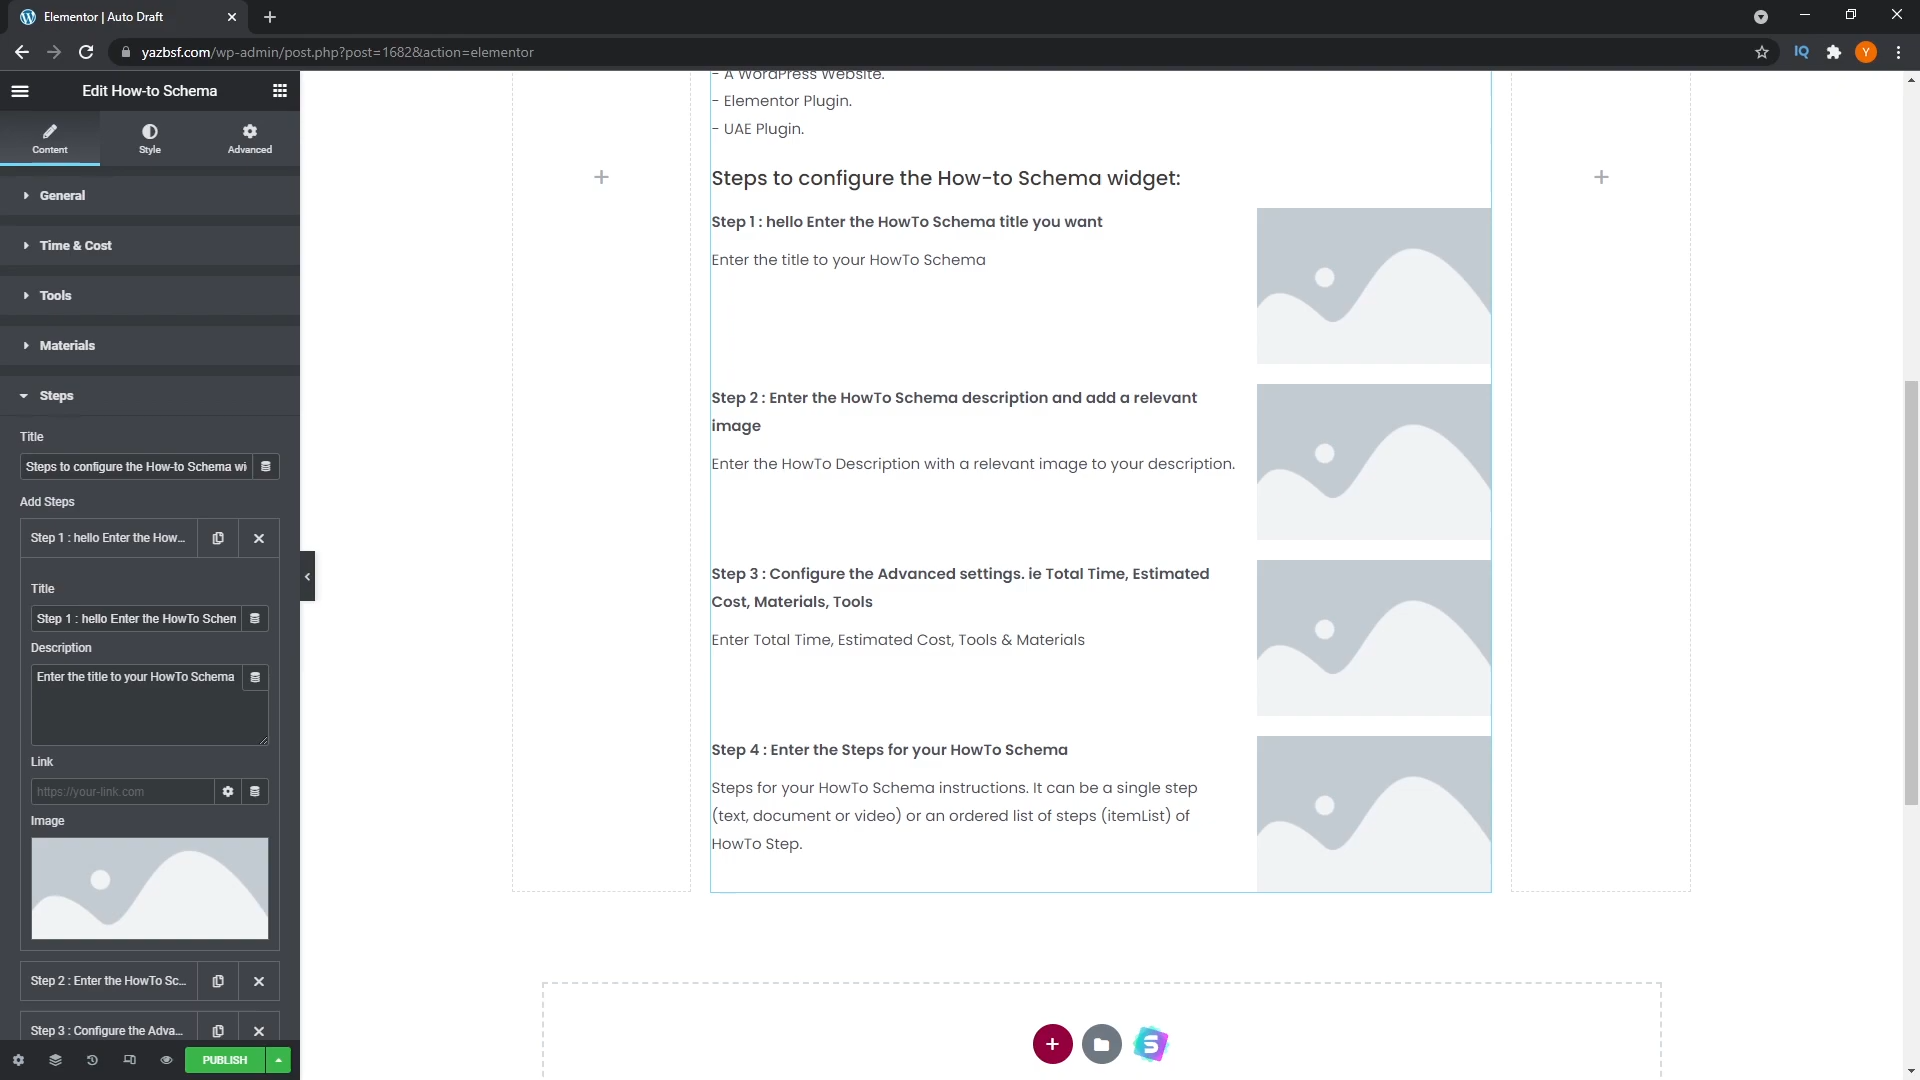 Elementor | Auto Draft
yazbsf.com/wp-admin/post.php?post=1682&action=elementor
IQ
Y
Edit How-to Schema
Content
Style
Advanced
General
Time & Cost
Tools
Materials
Steps
Title
Steps to configure the How-to Schema wi
Add Steps
Step 1 : hello Enter the How...
Title
Step 1 : hello Enter the HowTo Schem
Description
Enter the title to your HowTo Schema
Link
https://your-link.com
Image
Step 2 : Enter the HowTo Sc...
Step 3 : Configure the Adva...
PUBLISH
- A WordPress Website.
- Elementor Plugin.
- UAE Plugin.
Steps to configure the How-to Schema widget:
Step 1 : hello Enter the HowTo Schema title you want
Enter the title to your HowTo Schema
Step 2 : Enter the HowTo Schema description and add a relevant
image
Enter the HowTo Description with a relevant image to your description.
Step 3 : Configure the Advanced settings. ie Total Time, Estimated
Cost, Materials, Tools
Enter Total Time, Estimated Cost, Tools & Materials
Step 4 : Enter the Steps for your HowTo Schema
Steps for your HowTo Schema instructions. It can be a single step
(text, document or video) or an ordered list of steps (itemList) of
HowTo Step.
S